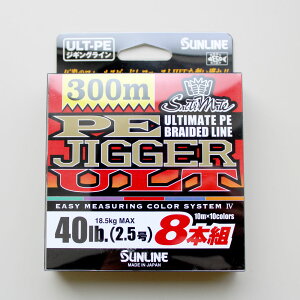 ULT-PE
SUNLINE
ジギングライン
300m
SaltiMate
ULTIMATE PE
BRAIDED LINE
PE
JIGGER
ULT
EASY MEASURING COLOR SYSTEM IV
10m×10colors
18.5kg MAX
40lb.(2.5号)
8本組
SUNLINE
MADE IN JAPAN